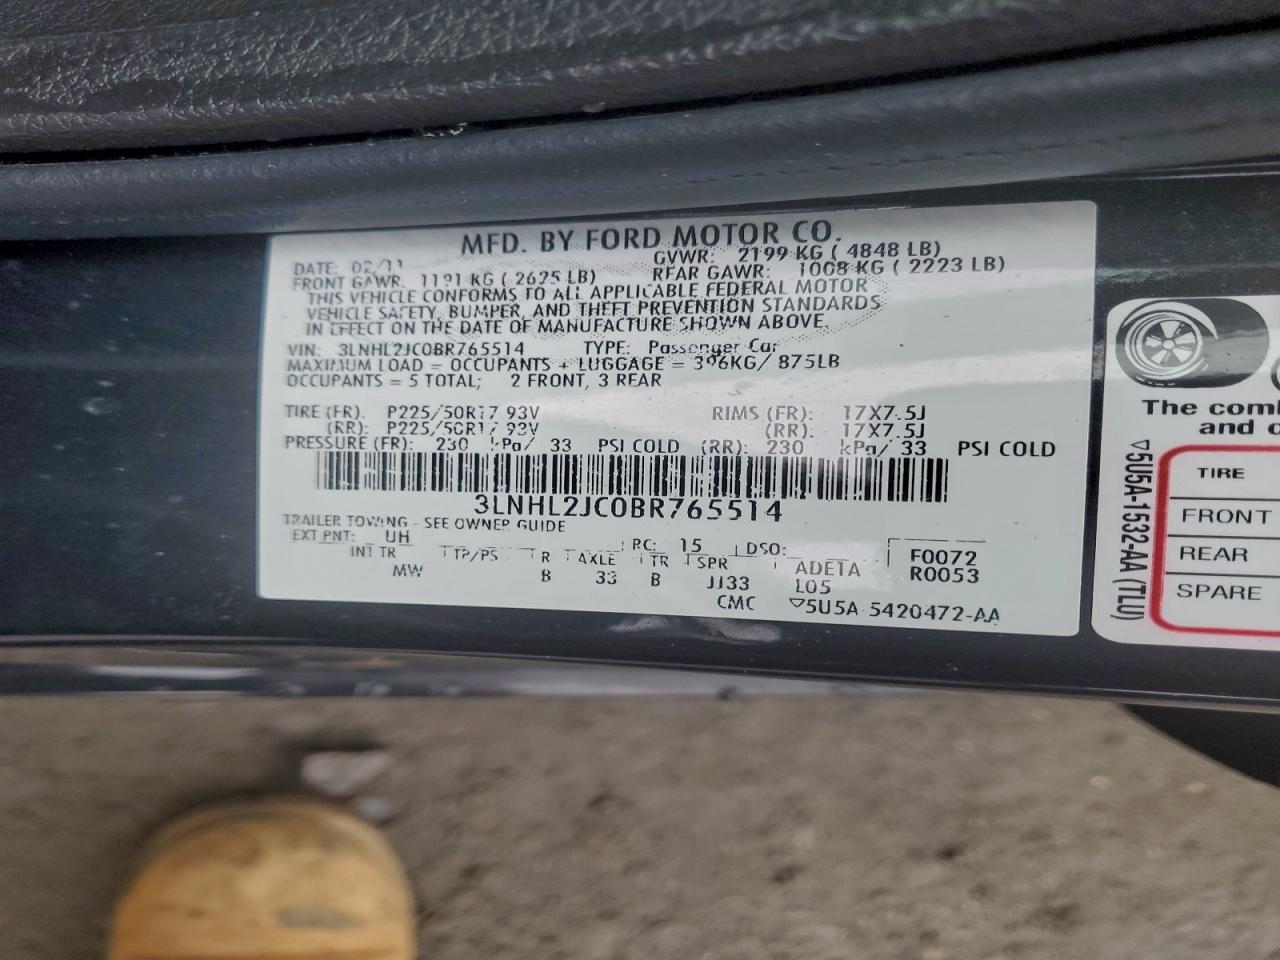 MFD. BY FORD MOTOR CO.
DATE: 02/11 GVWR: 2199 KG ( 4848 LB)
FRONT GAWR: 1191 KG ( 2625 LB) REAR GAWR: 1008 KG ( 2223 LB)
THIS VEHICLE CONFORMS TO ALL APPLICABLE FEDERAL MOTOR
VEHICLE SAFETY, BUMPER, AND THEFT PREVENTION STANDARDS
IN EFFECT ON THE DATE OF MANUFACTURE SHOWN ABOVE.
VIN: 3LNHL2JC0BR765514 TYPE: Passenger Car
MAXIMUM LOAD = OCCUPANTS + LUGGAGE = 396KG/ 875LB
OCCUPANTS = 5 TOTAL; 2 FRONT, 3 REAR
TIRE (FR). P225/50R17 93V RIMS (FR): 17X7.5J
(RR): P225/50R17 93V (RR): 17X7.5J
PRESSURE (FR): 230 kPa/ 33 PSI COLD (RR): 230 kPa/ 33 PSI COLD
3LNHL2JC0BR765514
TRAILER TOWING - SEE OWNER GUIDE
EXT PNT: UH RC: 15 DSO: F0072
INT TR TP/PS R AXLE TR SPR ADETA R0053
MW B 33 B JJ33 L05
CMC ▽5U5A 5420472-AA
The
and
TIRE
FRONT
REAR
SPARE
▽5U5A-1532-AA (TLU)